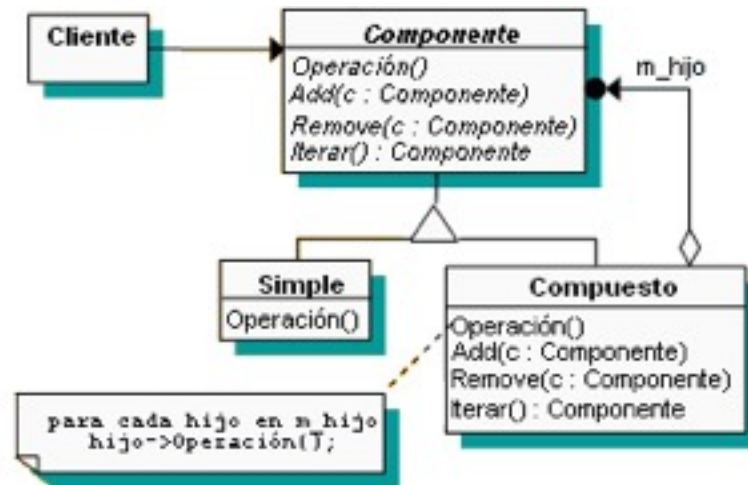 Cliente
Componente
Operación()
Add(c : Componente)
Remove(c : Componente)
Iterar() : Componente
m_hijo
Simple
Operación()
Compuesto
Operación()
Add(c : Componente)
Remove(c : Componente)
Iterar() : Componente
para cada hijo en m_hijo
hijo->Operación();